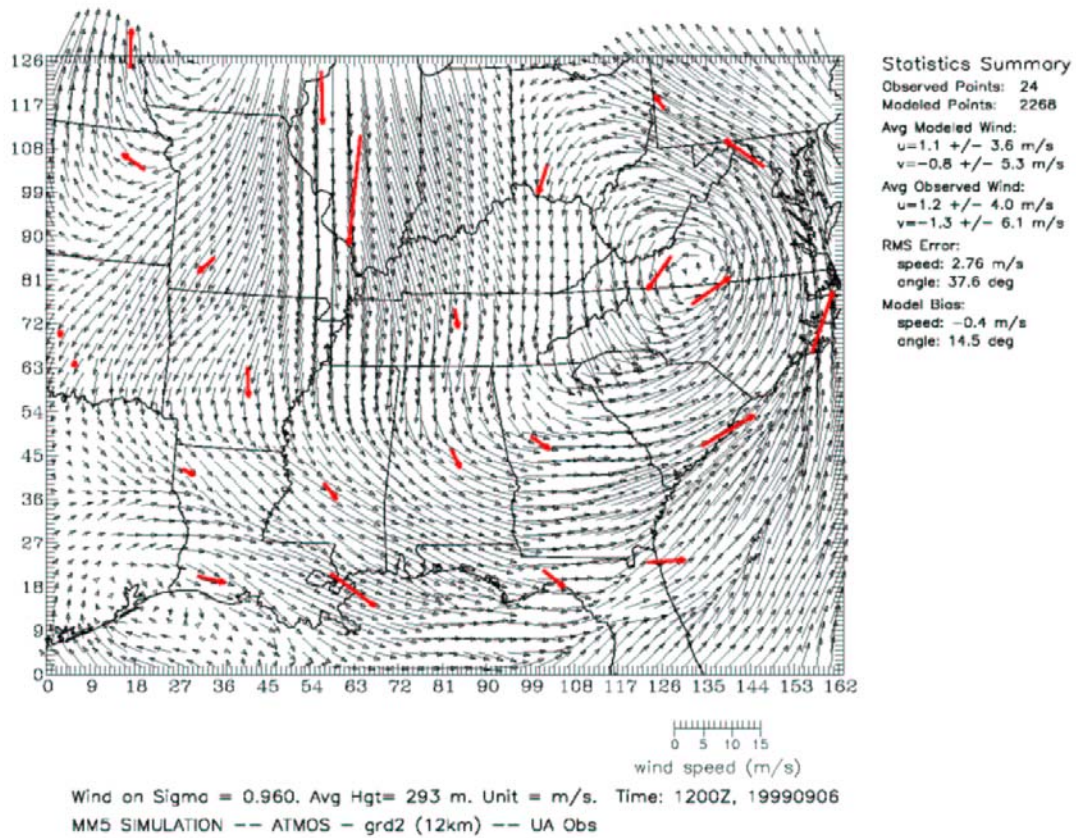 126
117
108
99
90
81
72
63
54
45
36
27
18
9
0
0 9 18 27 36 45 54 63 72 81 90 99 108 117 126 135 144 153 162
Statistics Summary
Observed Points: 24
Modeled Points: 2268
Avg Modeled Wind:
u=1.1 +/- 3.6 m/s
v=-0.8 +/- 5.3 m/s
Avg Observed Wind:
u=1.2 +/- 4.0 m/s
v=-1.3 +/- 6.1 m/s
RMS Error:
speed: 2.76 m/s
angle: 37.6 deg
Model Bias:
speed: -0.4 m/s
angle: 14.5 deg
0 5 10 15
wind speed (m/s)
Wind on Sigma = 0.960. Avg Hgt= 293 m. Unit = m/s. Time: 1200Z, 19990906
MM5 SIMULATION -- ATMOS - grd2 (12km) -- UA Obs